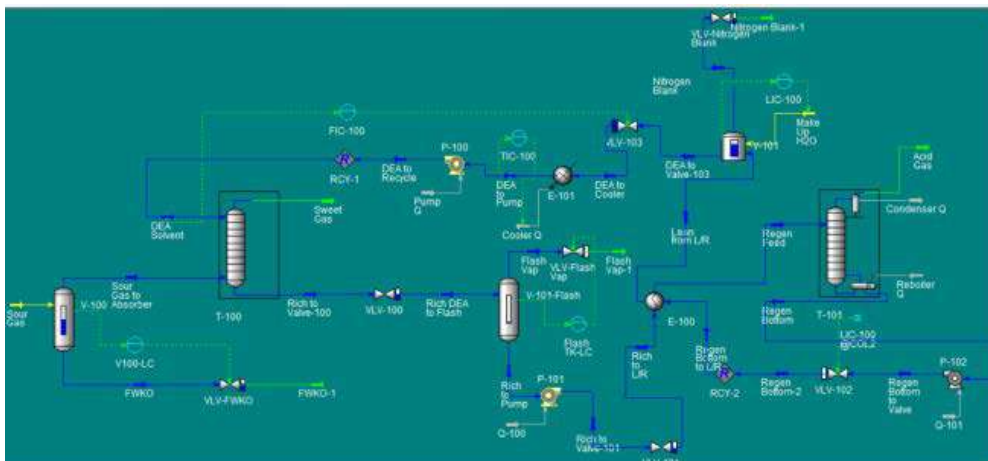 Nitrogen Blank-1
VLV-Nitrogen
Blank
Nitrogen
Blank
LIC-100
Make
Up
H2O
FIC-100
P-100
TIC-100
VLV-103
V-101
Acid
Gas
RCY-1
DEA to
Recycle
Pump
Q
DEA
to
Pump
E-101
DEA to
Cooler
DEA to
Valve-103
Cooler Q
Condenser Q
DEA
Solvent
Sweet
Gas
Lean
from L/R
Regen
Feed
Sour
Gas
V-100
Sour
Gas to
Absorber
T-100
Rich to
Valve-100
VLV-100
Rich DEA
to Flash
Flash
Vap
VLV-Flash
Vap
Flash
Vap-1
V-101-Flash
E-100
Reboiler
Q
T-101
Regen
Bottom
LIC-100
@COL2
V100-LC
Flash
TK-LC
Rich
to
L/R
Regen
Bottom
to L/R
FWKO
VLV-FWKO
FWKO-1
Rich
to
Pump
P-101
Q-100
Rich to
Valve-101
RCY-2
Regen
Bottom-2
VLV-102
Regen
Bottom
to
Valve
P-102
Q-101